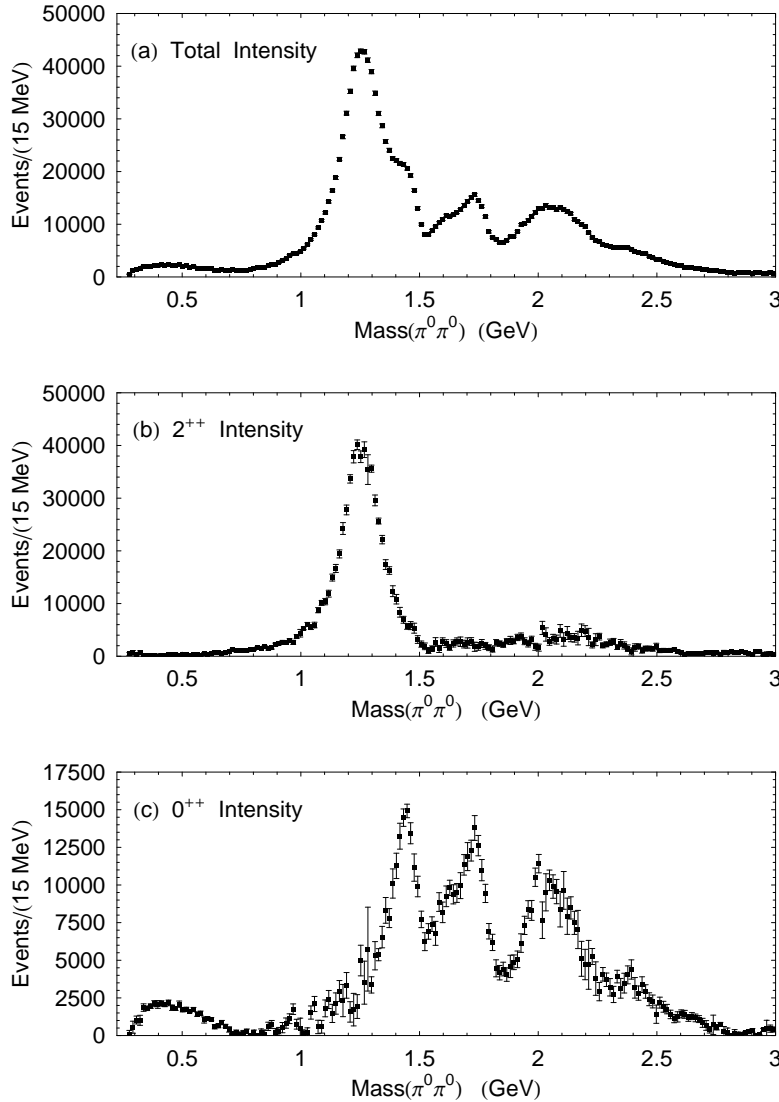 50000
40000
30000
20000
10000
0
Events/(15 MeV)
(a) Total Intensity
0.5 1 1.5 2 2.5 3
Mass(π⁰π⁰) (GeV)
50000
40000
30000
20000
10000
0
Events/(15 MeV)
(b) 2⁺⁺ Intensity
0.5 1 1.5 2 2.5 3
Mass(π⁰π⁰) (GeV)
17500
15000
12500
10000
7500
5000
2500
0
Events/(15 MeV)
(c) 0⁺⁺ Intensity
0.5 1 1.5 2 2.5 3
Mass(π⁰π⁰) (GeV)